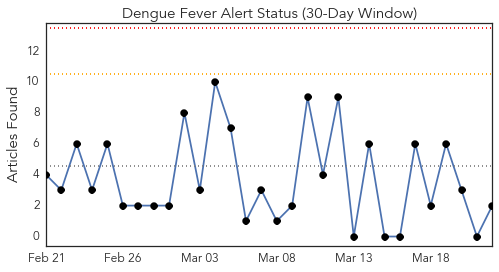 Dengue Fever Alert Status (30-Day Window)
Articles Found
12
10
8
6
4
2
0
Feb 21 Feb 26 Mar 03 Mar 08 Mar 13 Mar 18